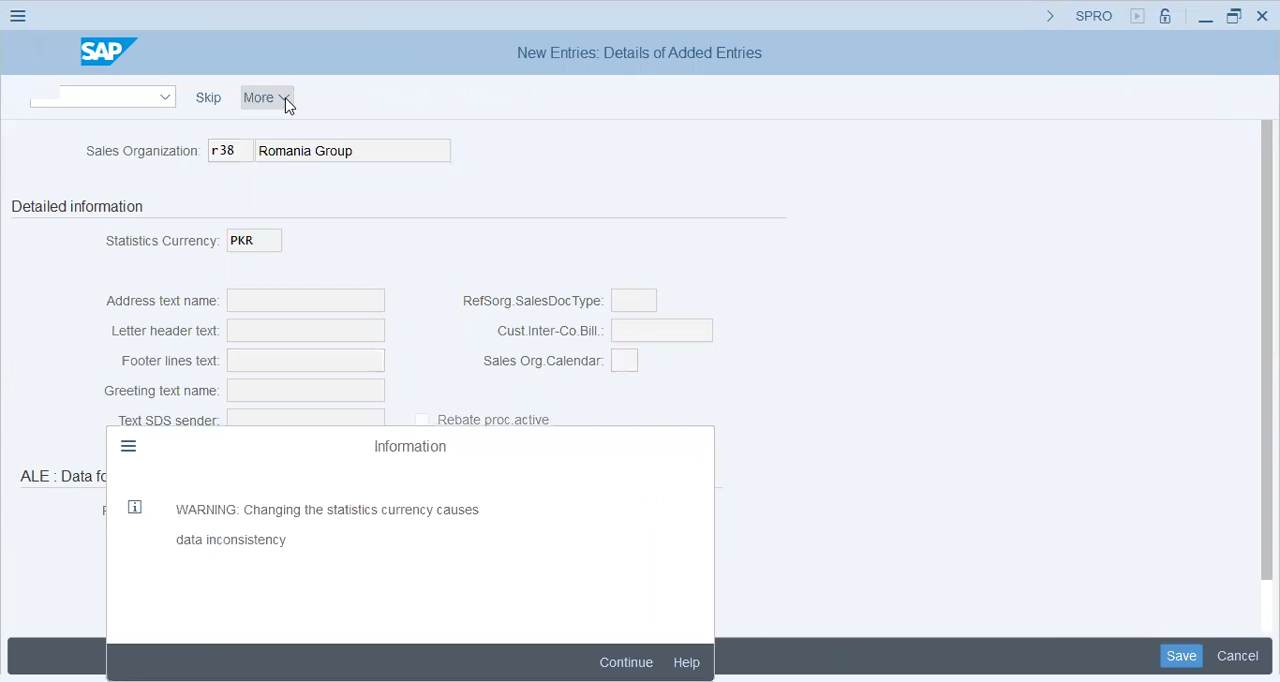 SPRO
SAP
New Entries: Details of Added Entries
Skip
More
Sales Organization:
r38
Romania Group
Detailed information
Statistics Currency:
PKR
Address text name:
RefSorg.SalesDocType:
Letter header text:
Cust.Inter-Co.Bill.:
Footer lines text:
Sales Org.Calendar:
Greeting text name:
Text SDS sender:
Rebate proc.active
Information
ALE : Data fo
WARNING: Changing the statistics currency causes
data inconsistency
Continue
Help
Save
Cancel